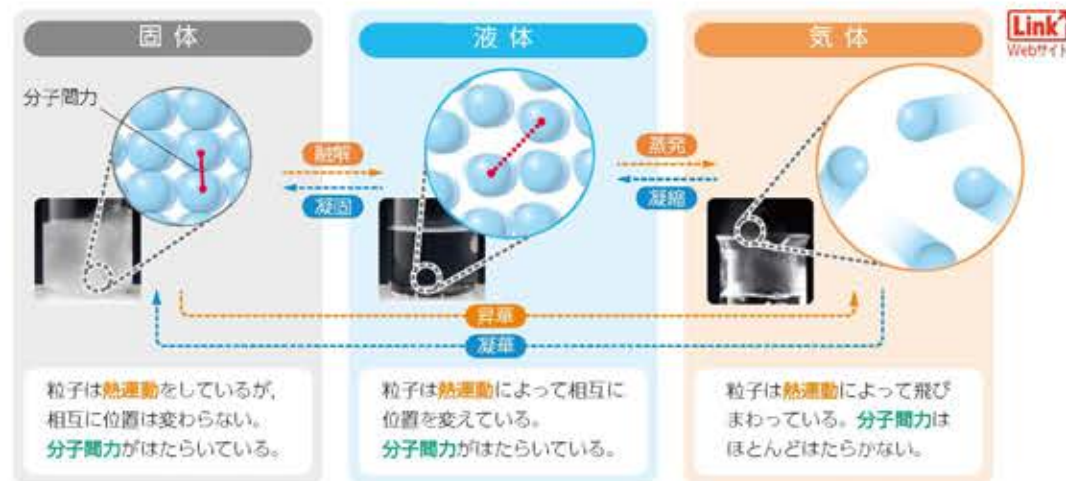 固体
液体
気体
Link
Webサイト
分子間力
融解
凝固
蒸発
凝縮
昇華
凝華
粒子は熱運動をしているが,
相互に位置は変わらない。
分子間力がはたらいている。
粒子は熱運動によって相互に
位置を変えている。
分子間力がはたらいている。
粒子は熱運動によって飛び
まわっている。分子間力は
ほとんどはたらかない。